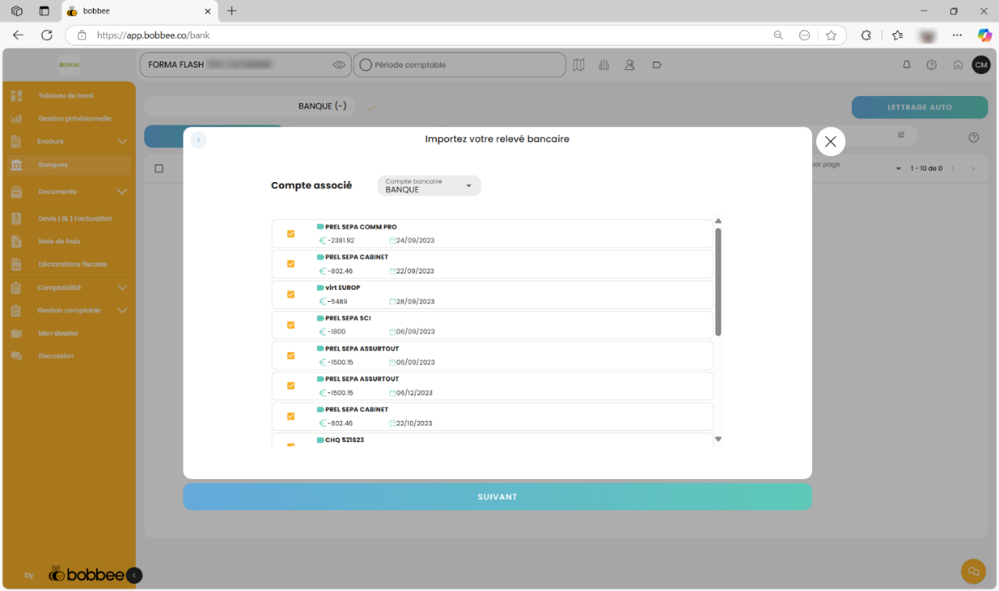 bobbee
https://app.bobbee.co/bank
FORMA FLASH
Période comptable
CM
Tableau de bord
Gestion prévisionnelle
Encours
Banques
Documents
Devis | BL | Facturation
Note de frais
Déclarations fiscales
Comptabilité
Gestion comptable
Mon dossier
Discussion
by bobbee
BANQUE (-)
LETTRAGE AUTO
par page
1 - 10 de 0
Importez votre relevé bancaire
Compte associé
Compte bancaire
BANQUE
PREL SEPA COMM PRO
-2381.92 24/09/2023
PREL SEPA CABINET
-802.46 22/09/2023
virt EUROP
-5489 28/09/2023
PREL SEPA SCI
-1800 06/09/2023
PREL SEPA ASSURTOUT
-1500.15 06/09/2023
PREL SEPA ASSURTOUT
-1500.15 06/12/2023
PREL SEPA CABINET
-802.46 22/10/2023
CHQ 521623
SUIVANT